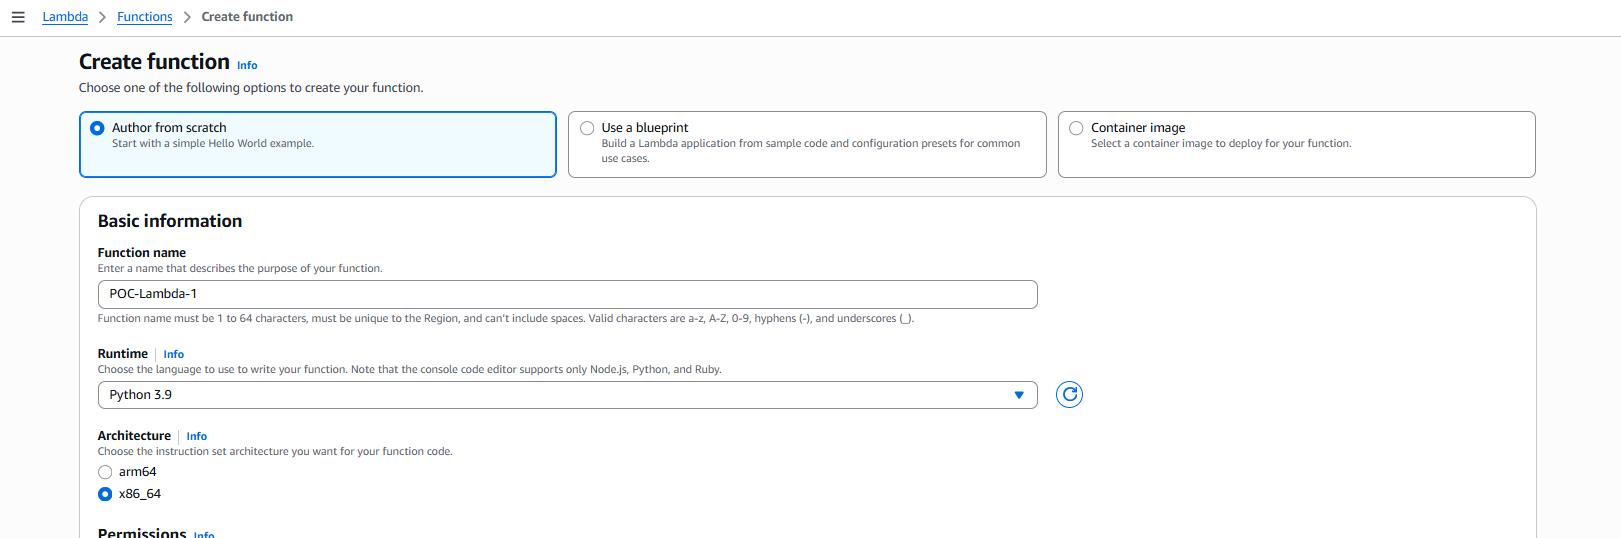 Lambda > Functions > Create function
Create function Info
Choose one of the following options to create your function.
Author from scratch
Start with a simple Hello World example.
Use a blueprint
Build a Lambda application from sample code and configuration presets for common
use cases.
Container image
Select a container image to deploy for your function.
Basic information
Function name
Enter a name that describes the purpose of your function.
POC-Lambda-1
Function name must be 1 to 64 characters, must be unique to the Region, and can't include spaces. Valid characters are a-z, A-Z, 0-9, hyphens (-), and underscores (_).
Runtime Info
Choose the language to use to write your function. Note that the console code editor supports only Node.js, Python, and Ruby.
Python 3.9
Architecture Info
Choose the instruction set architecture you want for your function code.
arm64
x86_64
Permissions Info